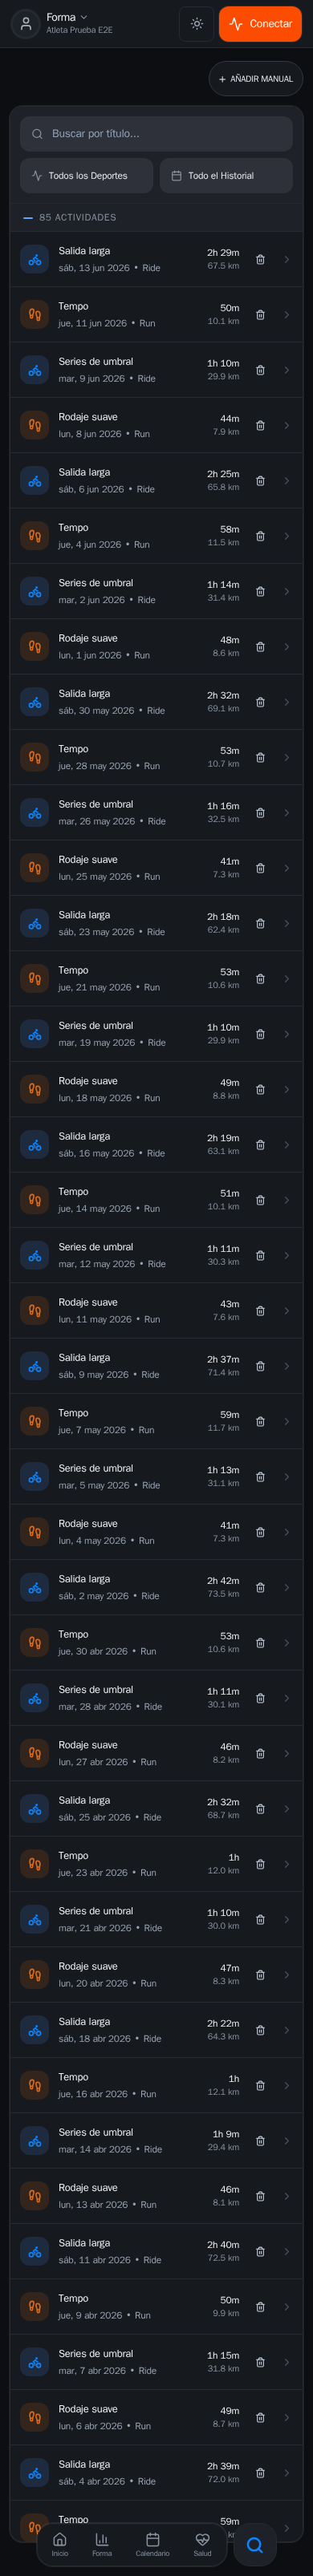 Forma
Atleta Prueba E2E
Conectar
+ AÑADIR MANUAL
Buscar por título...
Todos los Deportes
Todo el Historial
85 ACTIVIDADES
Salida larga 2h 29m
sáb, 13 jun 2026 • Ride 67.5 km
Tempo 50m
jue, 11 jun 2026 • Run 10.1 km
Series de umbral 1h 10m
mar, 9 jun 2026 • Ride 29.9 km
Rodaje suave 44m
lun, 8 jun 2026 • Run 7.9 km
Salida larga 2h 25m
sáb, 6 jun 2026 • Ride 65.8 km
Tempo 58m
jue, 4 jun 2026 • Run 11.5 km
Series de umbral 1h 14m
mar, 2 jun 2026 • Ride 31.4 km
Rodaje suave 48m
lun, 1 jun 2026 • Run 8.6 km
Salida larga 2h 32m
sáb, 30 may 2026 • Ride 69.1 km
Tempo 53m
jue, 28 may 2026 • Run 10.7 km
Series de umbral 1h 16m
mar, 26 may 2026 • Ride 32.5 km
Rodaje suave 41m
lun, 25 may 2026 • Run 7.3 km
Salida larga 2h 18m
sáb, 23 may 2026 • Ride 62.4 km
Tempo 53m
jue, 21 may 2026 • Run 10.6 km
Series de umbral 1h 10m
mar, 19 may 2026 • Ride 29.9 km
Rodaje suave 49m
lun, 18 may 2026 • Run 8.8 km
Salida larga 2h 19m
sáb, 16 may 2026 • Ride 63.1 km
Tempo 51m
jue, 14 may 2026 • Run 10.1 km
Series de umbral 1h 11m
mar, 12 may 2026 • Ride 30.3 km
Rodaje suave 43m
lun, 11 may 2026 • Run 7.6 km
Salida larga 2h 37m
sáb, 9 may 2026 • Ride 71.4 km
Tempo 59m
jue, 7 may 2026 • Run 11.7 km
Series de umbral 1h 13m
mar, 5 may 2026 • Ride 31.1 km
Rodaje suave 41m
lun, 4 may 2026 • Run 7.3 km
Salida larga 2h 42m
sáb, 2 may 2026 • Ride 73.5 km
Tempo 53m
jue, 30 abr 2026 • Run 10.6 km
Series de umbral 1h 11m
mar, 28 abr 2026 • Ride 30.1 km
Rodaje suave 46m
lun, 27 abr 2026 • Run 8.2 km
Salida larga 2h 32m
sáb, 25 abr 2026 • Ride 68.7 km
Tempo 1h
jue, 23 abr 2026 • Run 12.0 km
Series de umbral 1h 10m
mar, 21 abr 2026 • Ride 30.0 km
Rodaje suave 47m
lun, 20 abr 2026 • Run 8.3 km
Salida larga 2h 22m
sáb, 18 abr 2026 • Ride 64.3 km
Tempo 1h
jue, 16 abr 2026 • Run 12.1 km
Series de umbral 1h 9m
mar, 14 abr 2026 • Ride 29.4 km
Rodaje suave 46m
lun, 13 abr 2026 • Run 8.1 km
Salida larga 2h 40m
sáb, 11 abr 2026 • Ride 72.5 km
Tempo 50m
jue, 9 abr 2026 • Run 9.9 km
Series de umbral 1h 15m
mar, 7 abr 2026 • Ride 31.8 km
Rodaje suave 49m
lun, 6 abr 2026 • Run 8.7 km
Salida larga 2h 39m
sáb, 4 abr 2026 • Ride 72.0 km
Tempo 59m
Inicio
Forma
Calendario
Salud